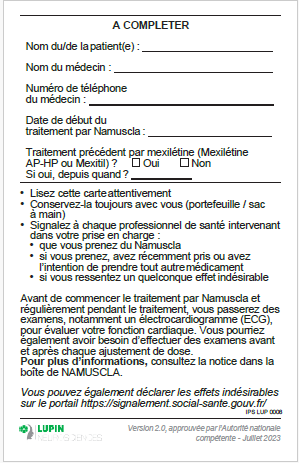 A COMPLETER
Nom du/de la patient(e) :
Nom du médecin :
Numéro de téléphone
du médecin :
Date de début du
traitement par Namuscla :
Traitement précédent par mexilétine (Mexilétine
AP-HP ou Mexitil) ? Oui Non
Si oui, depuis quand ?
• Lisez cette carte attentivement
• Conservez-la toujours avec vous (portefeuille / sac
à main)
• Signalez à chaque professionnel de santé intervenant
dans votre prise en charge :
• que vous prenez du Namuscla
• si vous prenez, avez récemment pris ou avez
l'intention de prendre tout autre médicament
• si vous ressentez un quelconque effet indésirable
Avant de commencer le traitement par Namuscla et
régulièrement pendant le traitement, vous passerez des
examens, notamment un électrocardiogramme (ECG),
pour évaluer votre fonction cardiaque. Vous pourriez
également avoir besoin d'effectuer des examens avant
et après chaque ajustement de dose.
Pour plus d'informations, consultez la notice dans la
boîte de NAMUSCLA.
Vous pouvez également déclarer les effets indésirables
sur le portail https://signalement.social-sante.gouv.fr/
IPS LUP 0008
LUPIN
NEUROSCIENCES
Version 2.0, approuvée par l'Autorité nationale
compétente - Juillet 2023